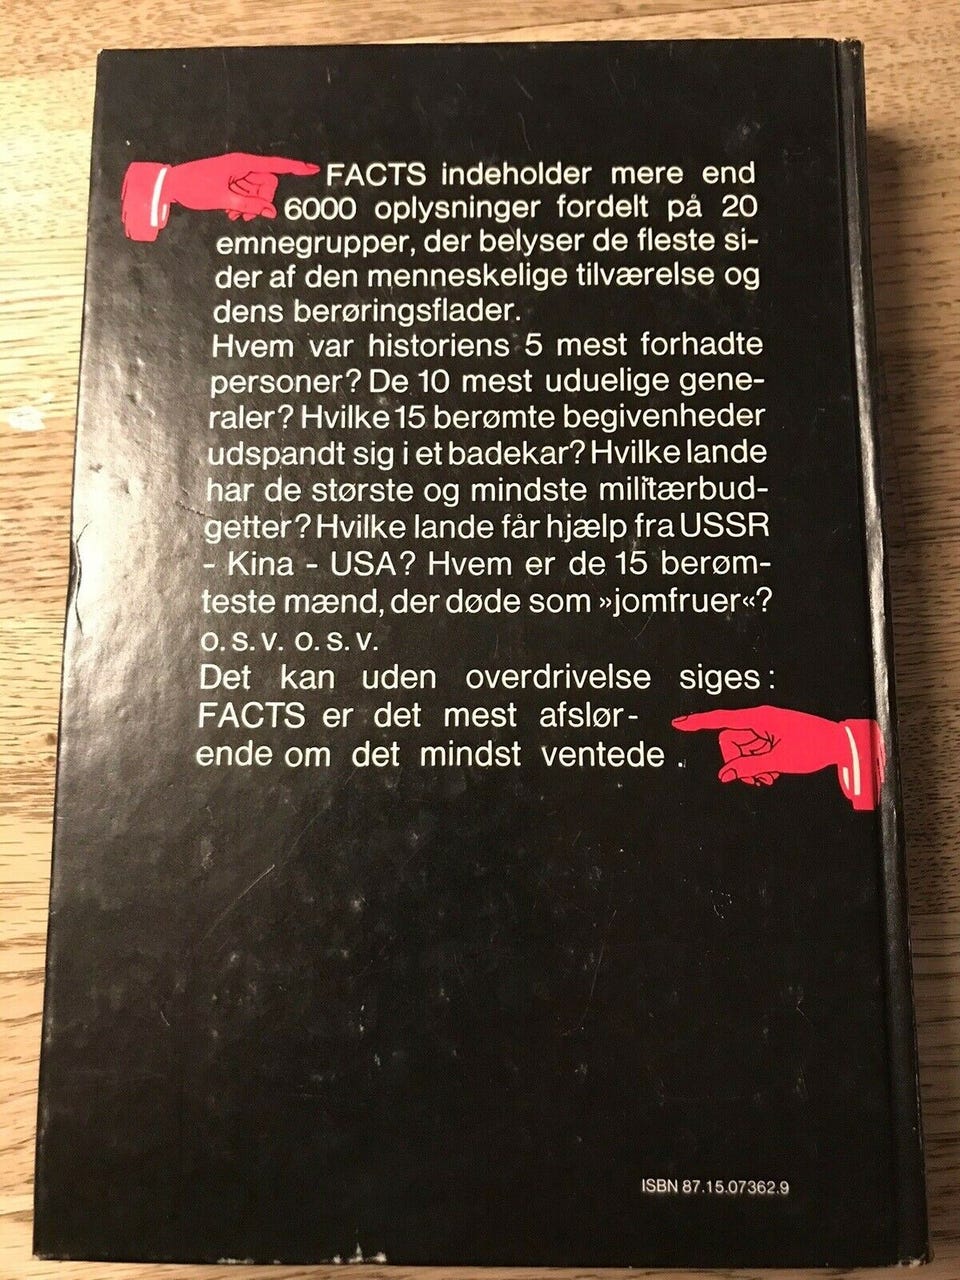 FACTS indeholder mere end
6000 oplysninger fordelt på 20
emnegrupper, der belyser de fleste si-
der af den menneskelige tilværelse og
dens berøringsflader.
Hvem var historiens 5 mest forhadte
personer? De 10 mest uduelige gene-
raler? Hvilke 15 berømte begivenheder
udspandt sig i et badekar? Hvilke lande
har de største og mindste militærbud-
getter? Hvilke lande får hjælp fra USSR
- Kina - USA? Hvem er de 15 berøm-
teste mænd, der døde som »jomfruer«?
o.s.v. o.s.v.
Det kan uden overdrivelse siges:
FACTS er det mest afslør-
ende om det mindst ventede.
ISBN 87.15.07362.9